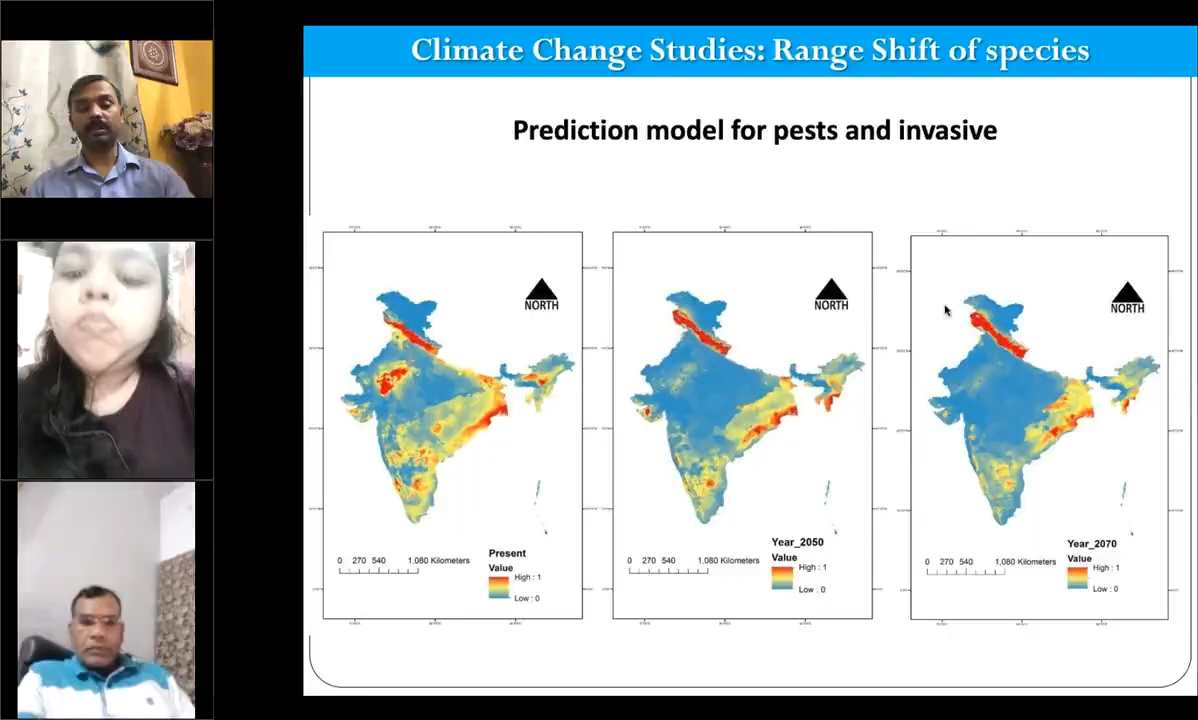 Climate Change Studies: Range Shift of species
Prediction model for pests and invasive
NORTH
0 270 540 1,080 Kilometers
Present
Value
High : 1
Low : 0
NORTH
0 270 540 1,080 Kilometers
Year_2050
Value
High : 1
Low : 0
NORTH
0 270 540 1,080 Kilometers
Year_2070
Value
High : 1
Low : 0